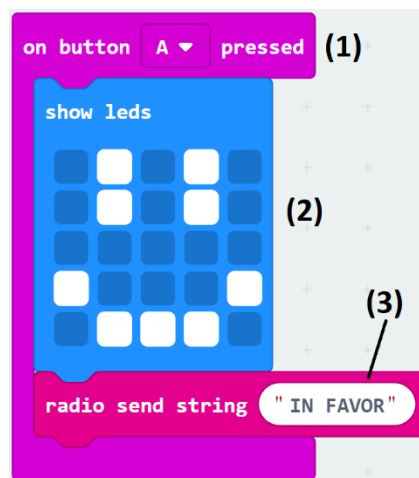 on button A pressed (1)
show leds
(2)
(3)
radio send string "IN FAVOR"